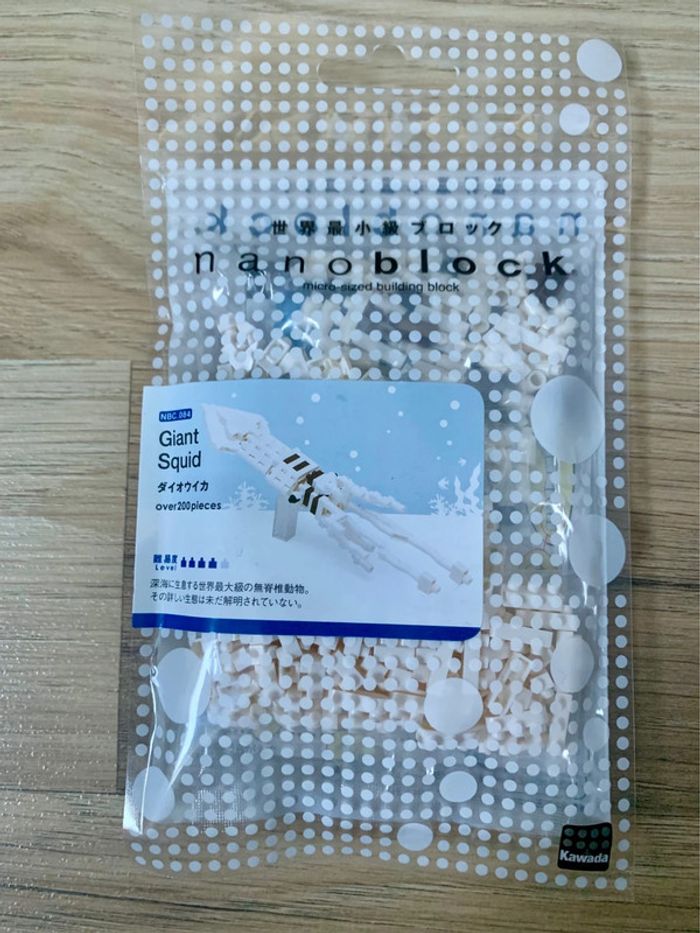 世界最小級ブロック
nanoblock
micro-sized building block
NBC_084
Giant
Squid
ダイオウイカ
over200pieces
難易度
Level
深海に生息する世界最大級の無脊椎動物。
その詳しい生態は未だ解明されていない。
Kawada